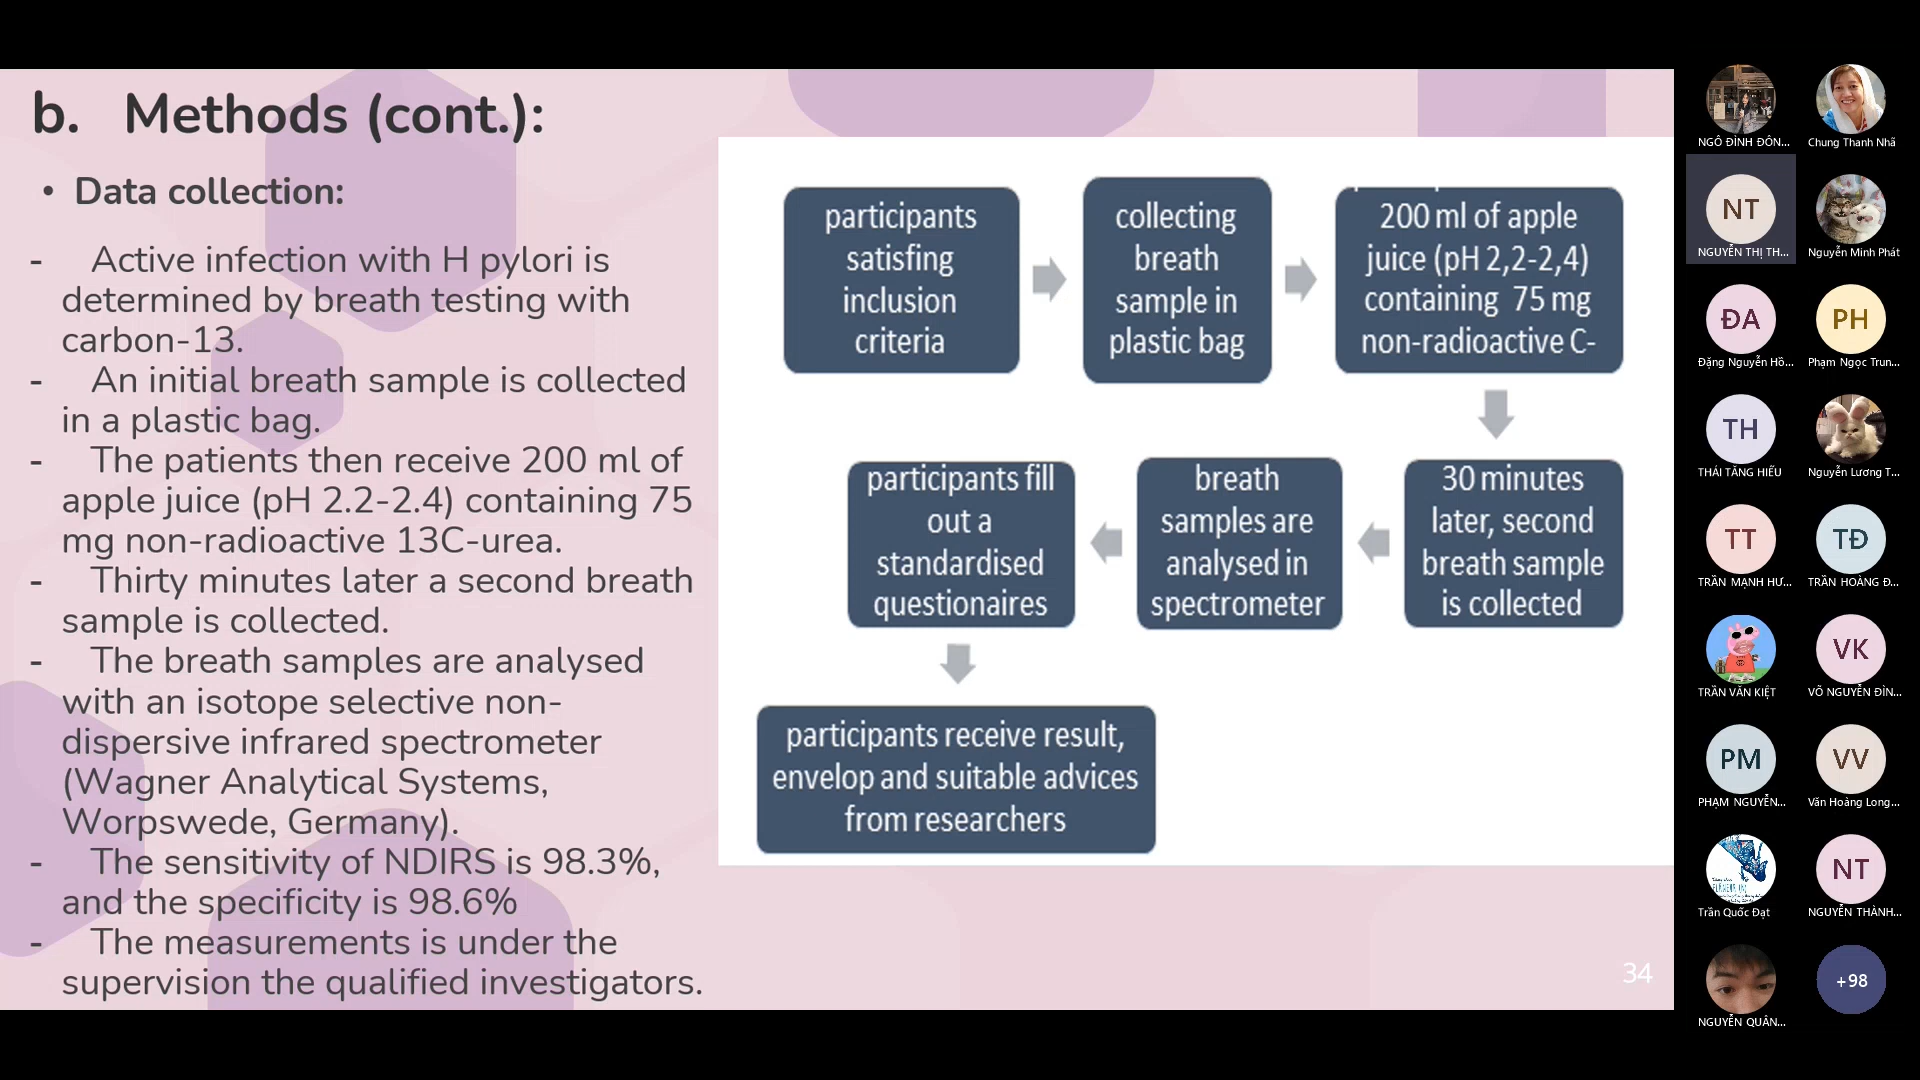 b. Methods (cont.):
• Data collection:
- Active infection with H pylori is
determined by breath testing with
carbon-13.
- An initial breath sample is collected
in a plastic bag.
- The patients then receive 200 ml of
apple juice (pH 2.2-2.4) containing 75
mg non-radioactive 13C-urea.
- Thirty minutes later a second breath
sample is collected.
- The breath samples are analysed
with an isotope selective non-
dispersive infrared spectrometer
(Wagner Analytical Systems,
Worpswede, Germany).
- The sensitivity of NDIRS is 98.3%,
and the specificity is 98.6%
- The measurements is under the
supervision the qualified investigators.
participants
satisfing
inclusion
criteria
collecting
breath
sample in
plastic bag
200 ml of apple
juice (pH 2,2-2,4)
containing 75 mg
non-radioactive C-
30 minutes
later, second
breath sample
is collected
breath
samples are
analysed in
spectrometer
participants fill
out a
standardised
questionaires
participants receive result,
envelop and suitable advices
from researchers
34
NGÔ ĐÌNH ĐÔN...
Chung Thanh Nhã
NT
NGUYỄN THỊ TH...
Nguyễn Minh Phát
ĐA
Đặng Nguyễn Hồ...
PH
Phạm Ngọc Trun...
TH
THÁI TĂNG HIẾU
Nguyễn Lương T...
TT
TRẦN MẠNH HƯ...
TĐ
TRẦN HOÀNG Đ...
TRẦN VĂN KIỆT
VK
VÕ NGUYỄN ĐÌN...
PM
PHẠM NGUYỄN...
VV
Văn Hoàng Long...
Trần Quốc Đạt
NT
NGUYỄN THÀNH...
NGUYỄN QUÂN...
+98